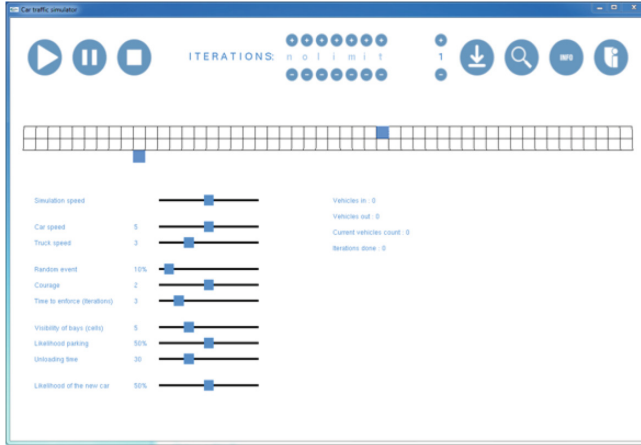 Car traffic simulator
ITERATIONS: nolimit 1
INFO
Simulation speed
Car speed 5
Truck speed 3
Random event 10%
Courage 2
Time to enforce (iterations) 3
Visibility of bays (cells) 5
Likelihood parking 50%
Unloading time 30
Likelihood of the new car 50%
Vehicles in : 0
Vehicles out : 0
Current vehicles count : 0
Iterations done : 0